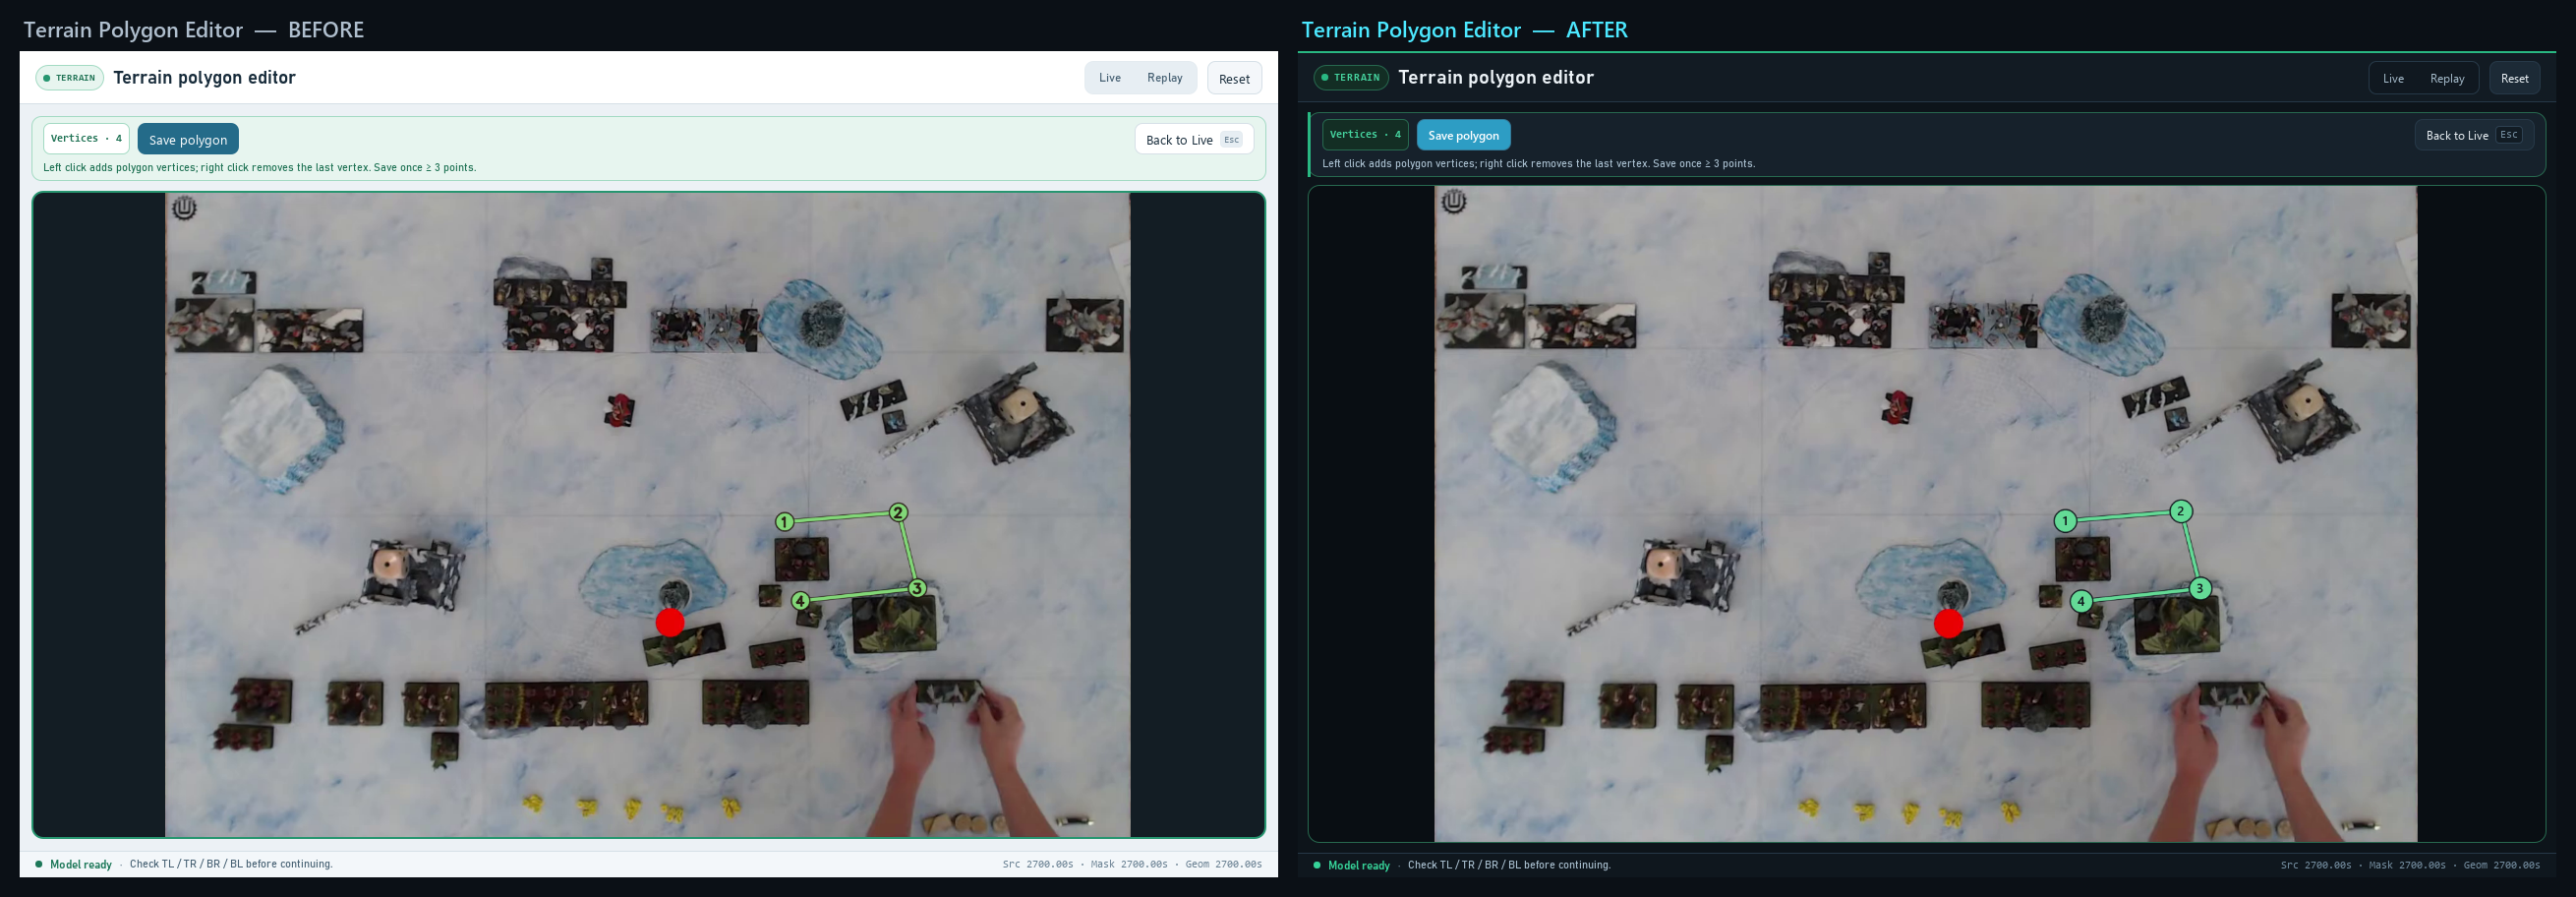 Terrain Polygon Editor — BEFORE
TERRAIN Terrain polygon editor Live Replay Reset
Vertices · 4 Save polygon Back to Live Esc
Left click adds polygon vertices; right click removes the last vertex. Save once ≥ 3 points.
1
2
3
4
Model ready · Check TL / TR / BR / BL before continuing. Src 2700.00s · Mask 2700.00s · Geom 2700.00s
Terrain Polygon Editor — AFTER
TERRAIN Terrain polygon editor Live Replay Reset
Vertices · 4 Save polygon Back to Live Esc
Left click adds polygon vertices; right click removes the last vertex. Save once ≥ 3 points.
1
2
3
4
Model ready · Check TL / TR / BR / BL before continuing. Src 2700.00s · Mask 2700.00s · Geom 2700.00s